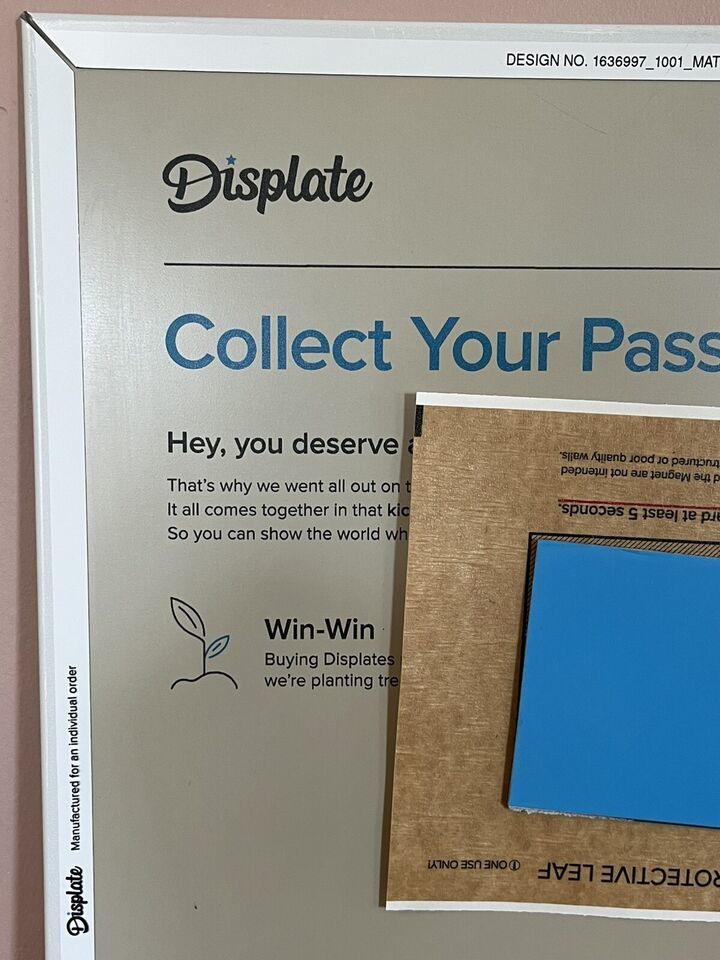 DESIGN NO. 1636997_1001_MAT
Displate
Collect Your Pass
Hey, you deserve
That's why we went all out on
It all comes together in that kic
So you can show the world wh
Win-Win
Buying Displates
we're planting tre
Displate Manufactured for an individual order
ROTECTIVE LEAF ① ONE USE ONLY!
ard at least 5 seconds.
d the Magnet are not intended
tructured or poor quality walls.